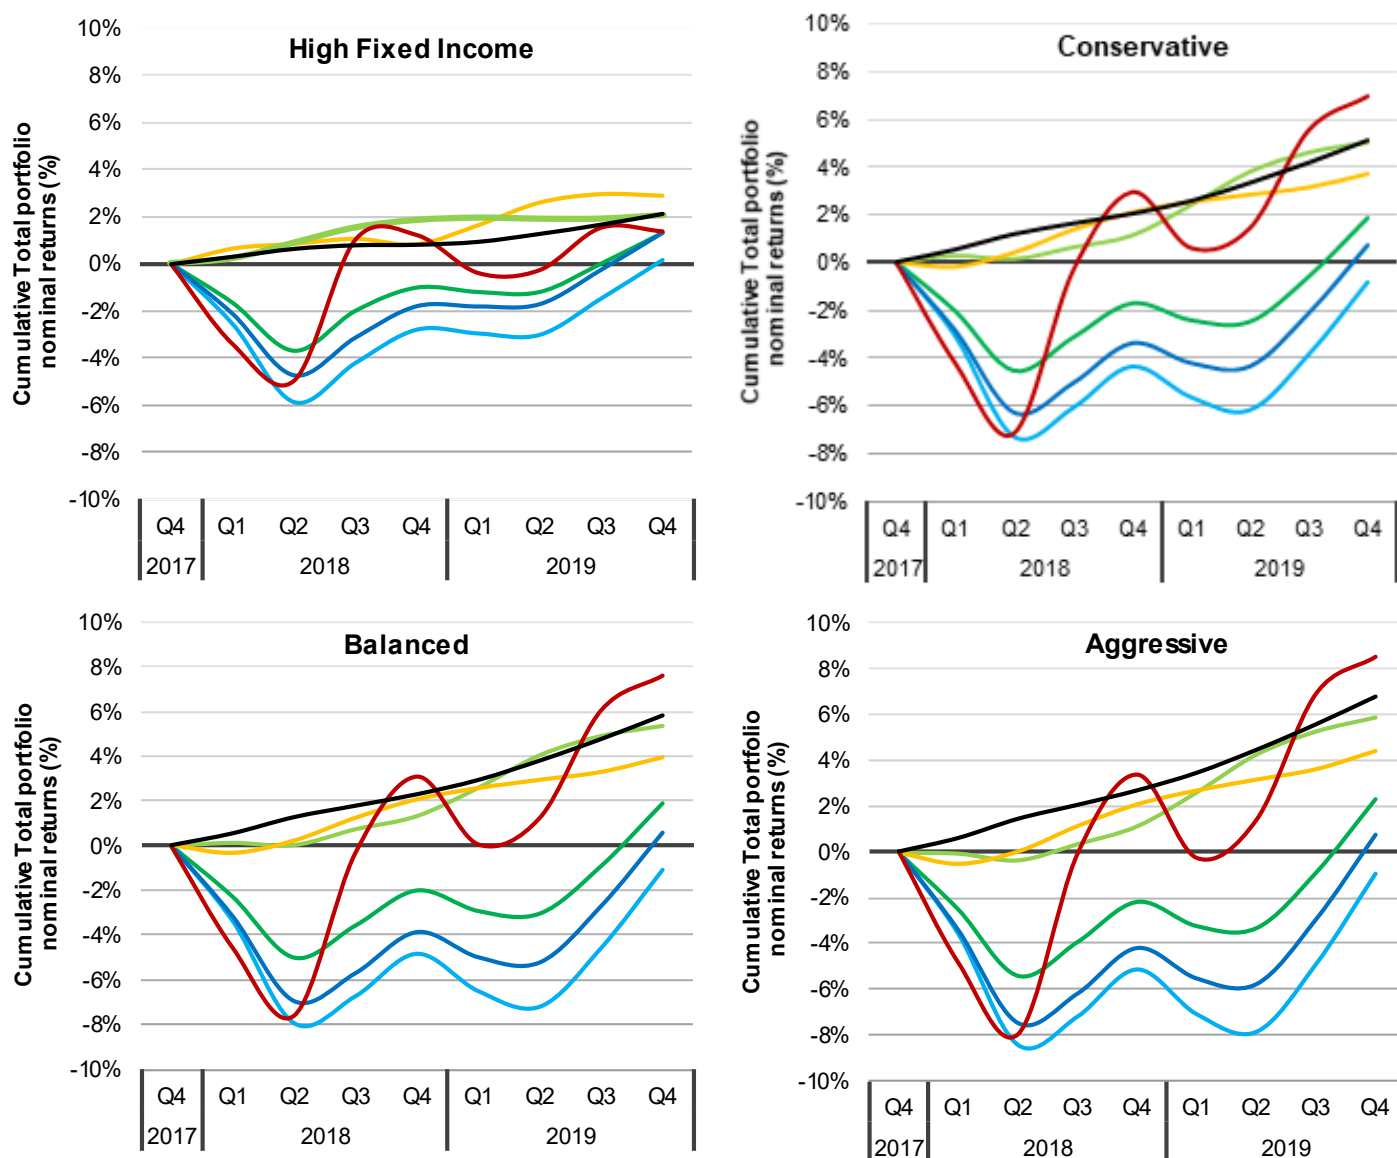 High Fixed Income
Cumulative Total portfolio
nominal returns (%)
10%
8%
6%
4%
2%
0%
-2%
-4%
-6%
-8%
-10%
Q4 Q1 Q2 Q3 Q4 Q1 Q2 Q3 Q4
2017 2018 2019
Conservative
Cumulative Total portfolio
nominal returns (%)
10%
8%
6%
4%
2%
0%
-2%
-4%
-6%
-8%
-10%
Q4 Q1 Q2 Q3 Q4 Q1 Q2 Q3 Q4
2017 2018 2019
Balanced
Cumulative Total portfolio
nominal returns (%)
10%
8%
6%
4%
2%
0%
-2%
-4%
-6%
-8%
-10%
Q4 Q1 Q2 Q3 Q4 Q1 Q2 Q3 Q4
2017 2018 2019
Aggressive
Cumulative Total portfolio
nominal returns (%)
10%
8%
6%
4%
2%
0%
-2%
-4%
-6%
-8%
-10%
Q4 Q1 Q2 Q3 Q4 Q1 Q2 Q3 Q4
2017 2018 2019